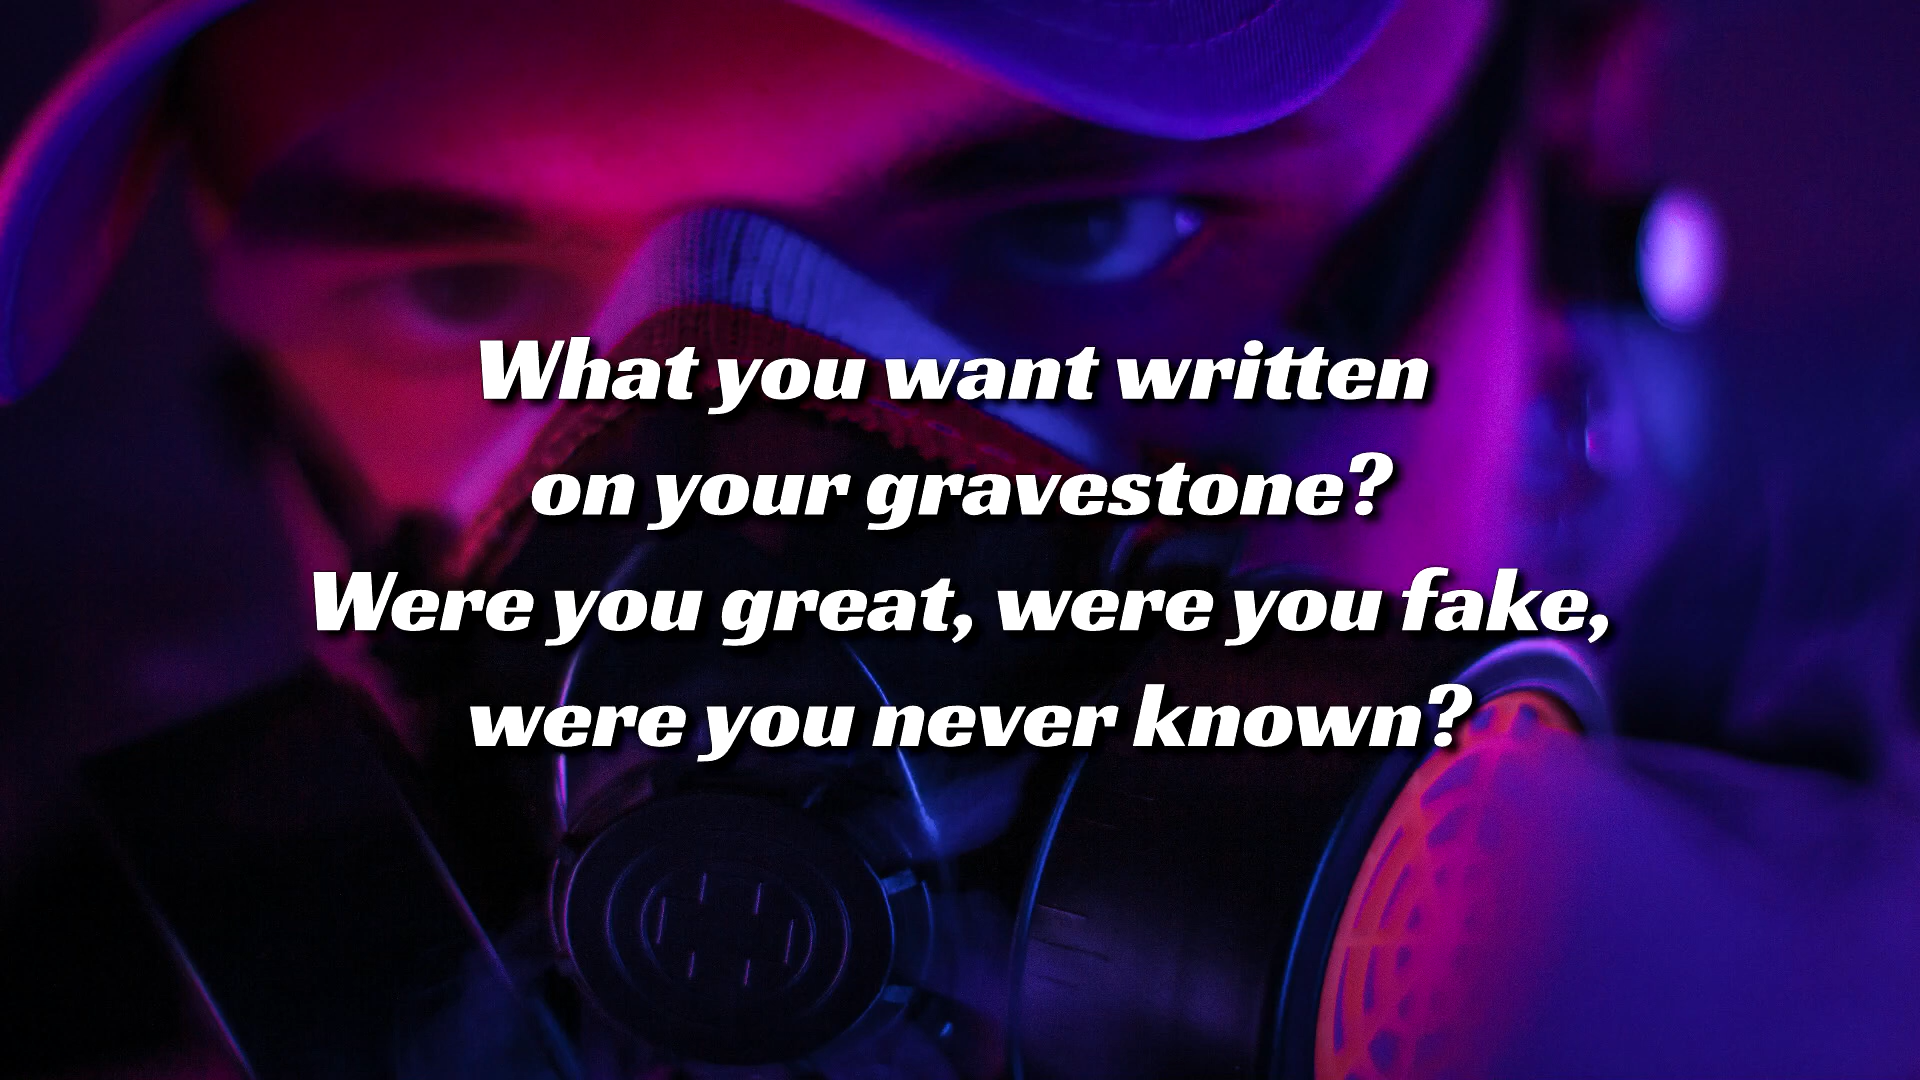 What you want written
on your gravestone?
Were you great, were you fake,
were you never known?